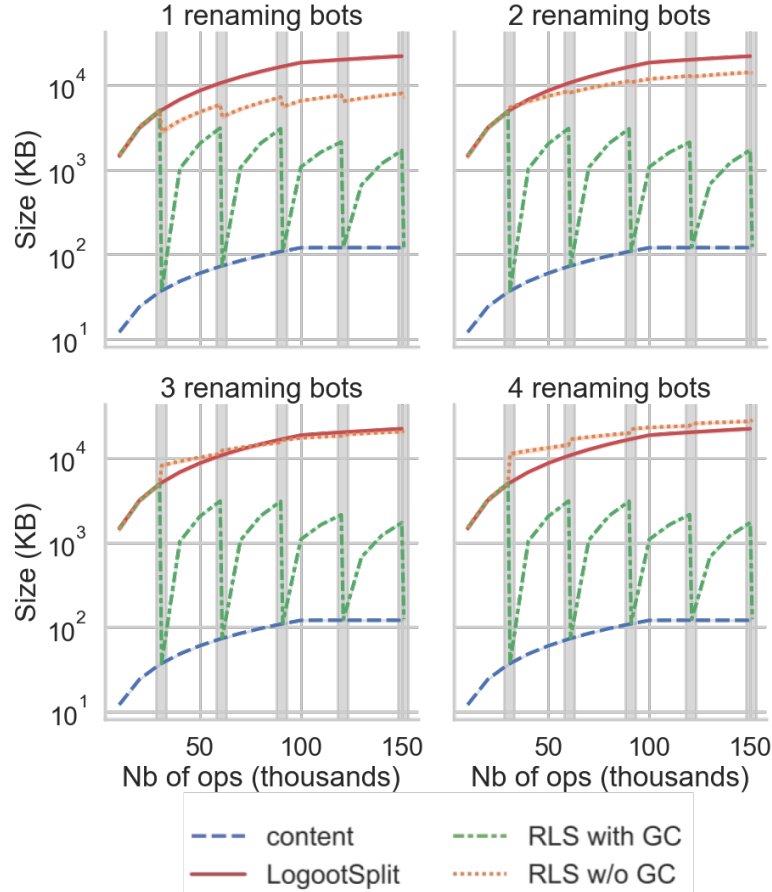 1 renaming bots
2 renaming bots
Size (KB)
10^4
10^3
10^2
10^1
3 renaming bots
4 renaming bots
Size (KB)
10^4
10^3
10^2
10^1
50
100
150
50
100
150
Nb of ops (thousands)
Nb of ops (thousands)
content
RLS with GC
LogootSplit
RLS w/o GC